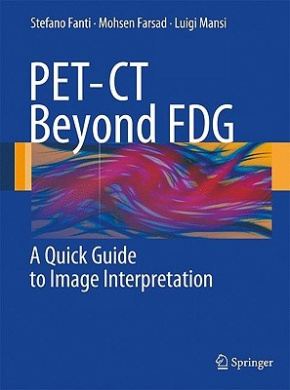 Stefano Fanti · Mohsen Farsad · Luigi Mansi
PET-CT
Beyond FDG
A Quick Guide
to Image Interpretation
Springer